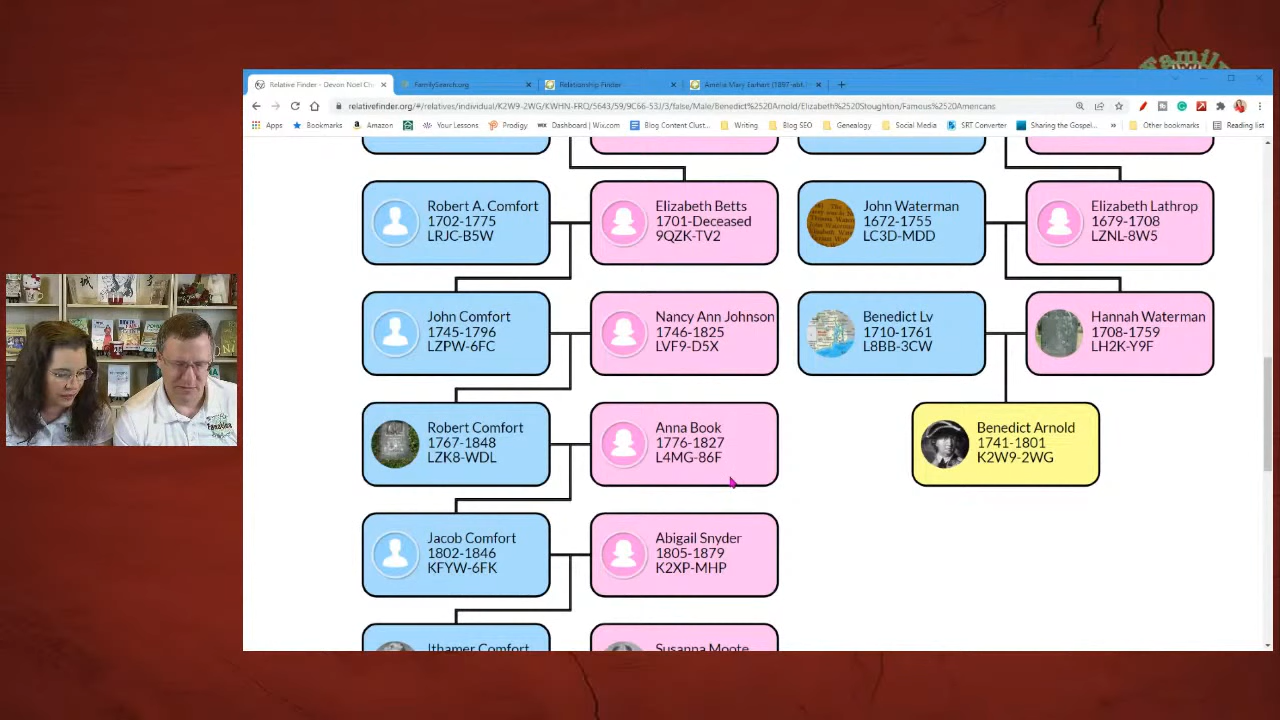 Family
Relative Finder - Devon Noel
FamilySearch.org
Relationship Finder
Amelia Mary Earhart (1897-
relativefinder.org/#/relatives/individual/K2W9-2WG/KWHN-FRQ/5643/59/9C66-53J/3/false/Male/Benedict%2520Arnold/Elizabeth%2520Stoughton/Famous%2520Americans
Apps Bookmarks Amazon Your Lessons Prodigy Dashboard | Wix.com Blog Content Clust... Writing Blog SEO Genealogy Social Media SRT Converter Sharing the Gospel... » Other bookmarks Reading list
Robert A. Comfort
1702-1775
LRJC-B5W
Elizabeth Betts
1701-Deceased
9QZK-TV2
John Waterman
1672-1755
LC3D-MDD
Elizabeth Lathrop
1679-1708
LZNL-8W5
John Comfort
1745-1796
LZPW-6FC
Nancy Ann Johnson
1746-1825
LVF9-D5X
Benedict Lv
1710-1761
L8BB-3CW
Hannah Waterman
1708-1759
LH2K-Y9F
Robert Comfort
1767-1848
LZK8-WDL
Anna Book
1776-1827
L4MG-86F
Benedict Arnold
1741-1801
K2W9-2WG
Jacob Comfort
1802-1846
KFYW-6FK
Abigail Snyder
1805-1879
K2XP-MHP
Ithamer Comfort
Susanna Moote